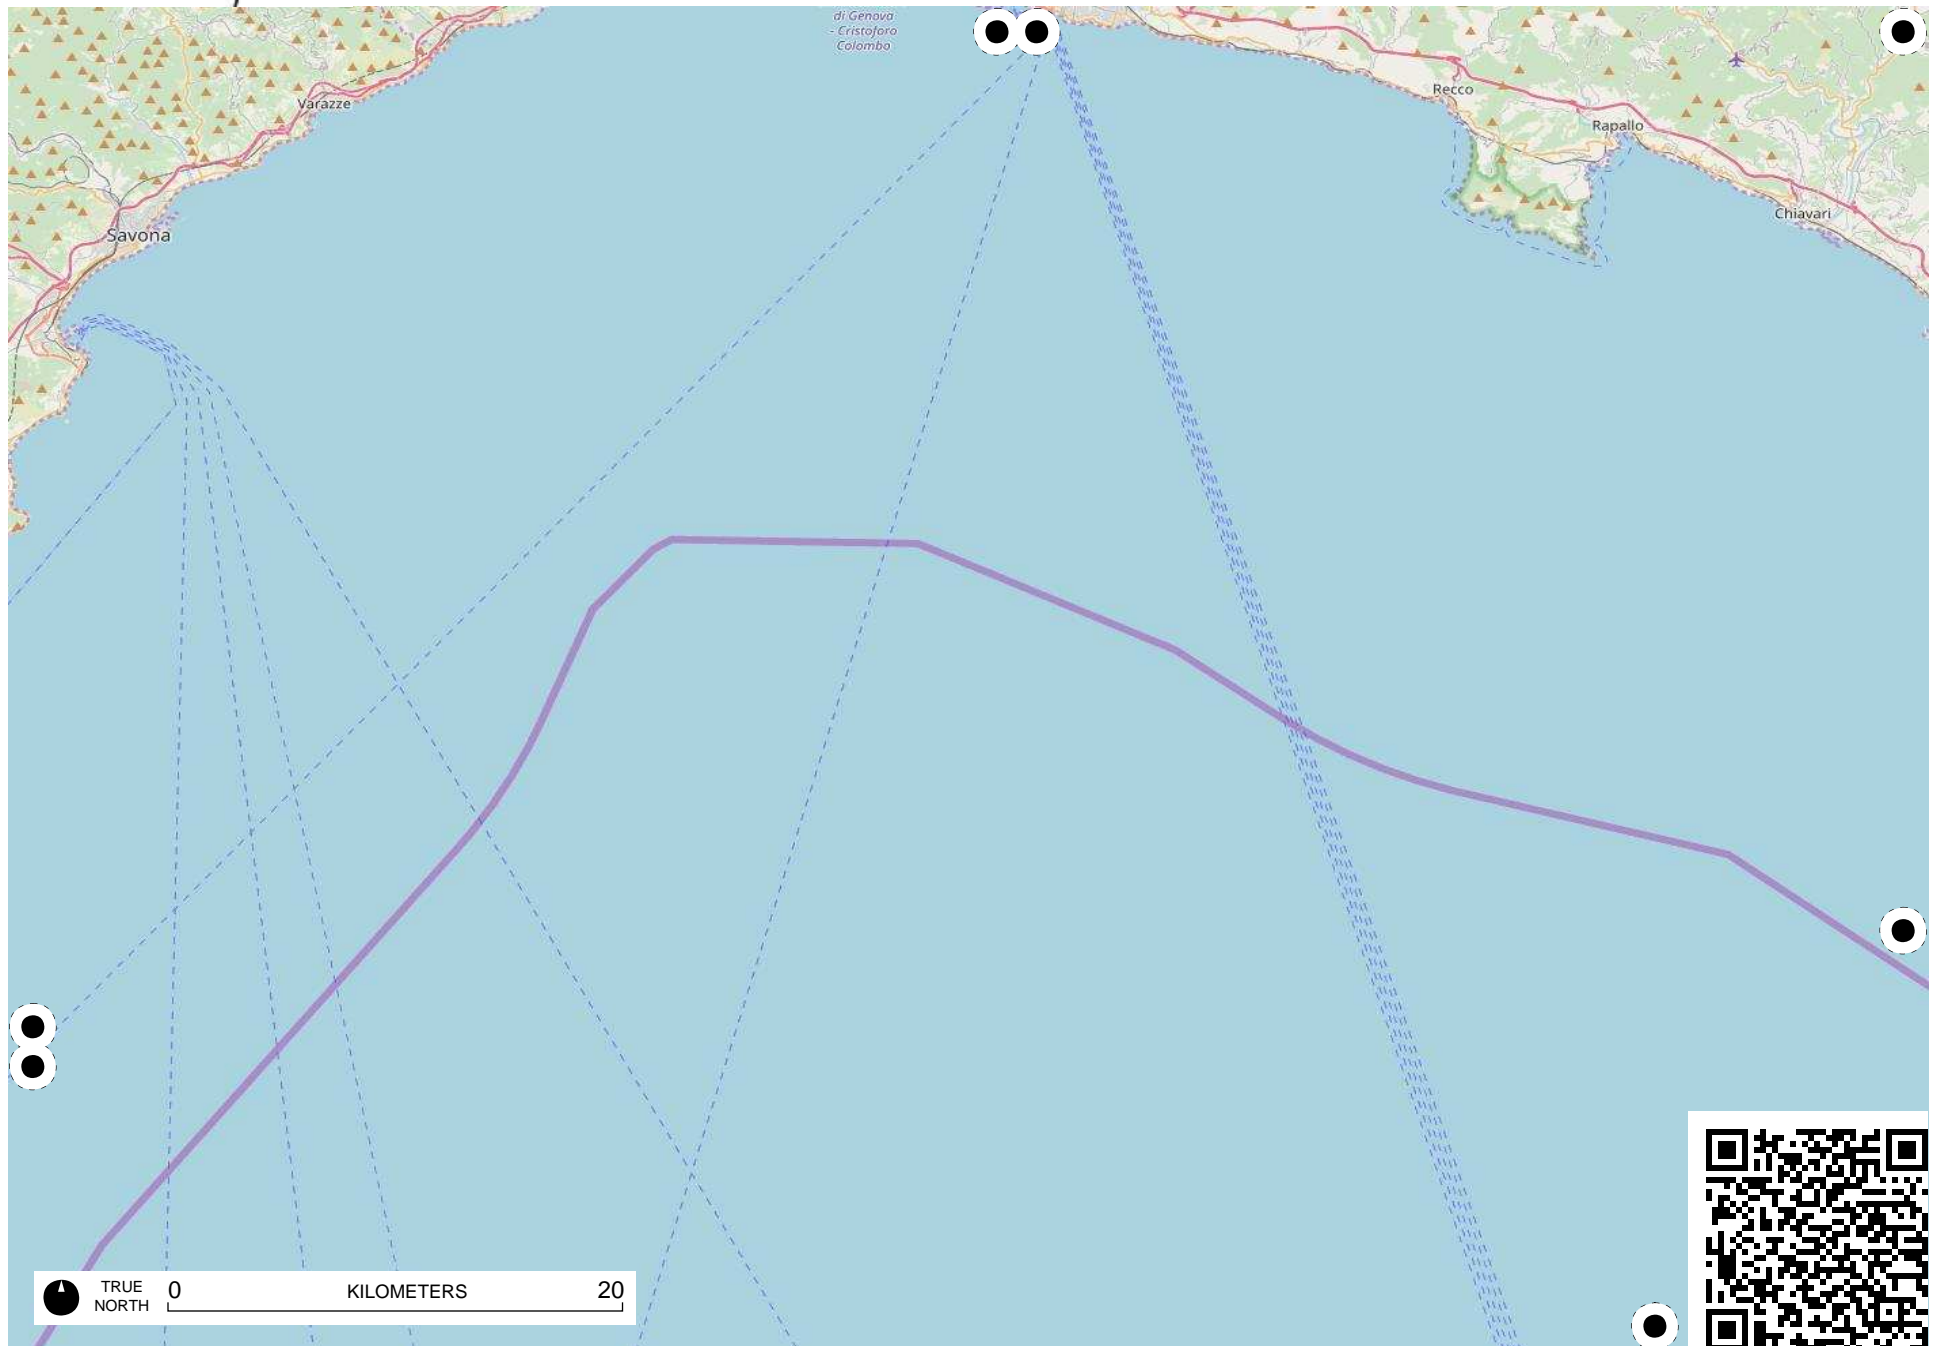 di Genova
- Cristoforo
Colombo
Varazze
Recco
Rapallo
Savona
Chiavari
TRUE
NORTH
0
KILOMETERS
20